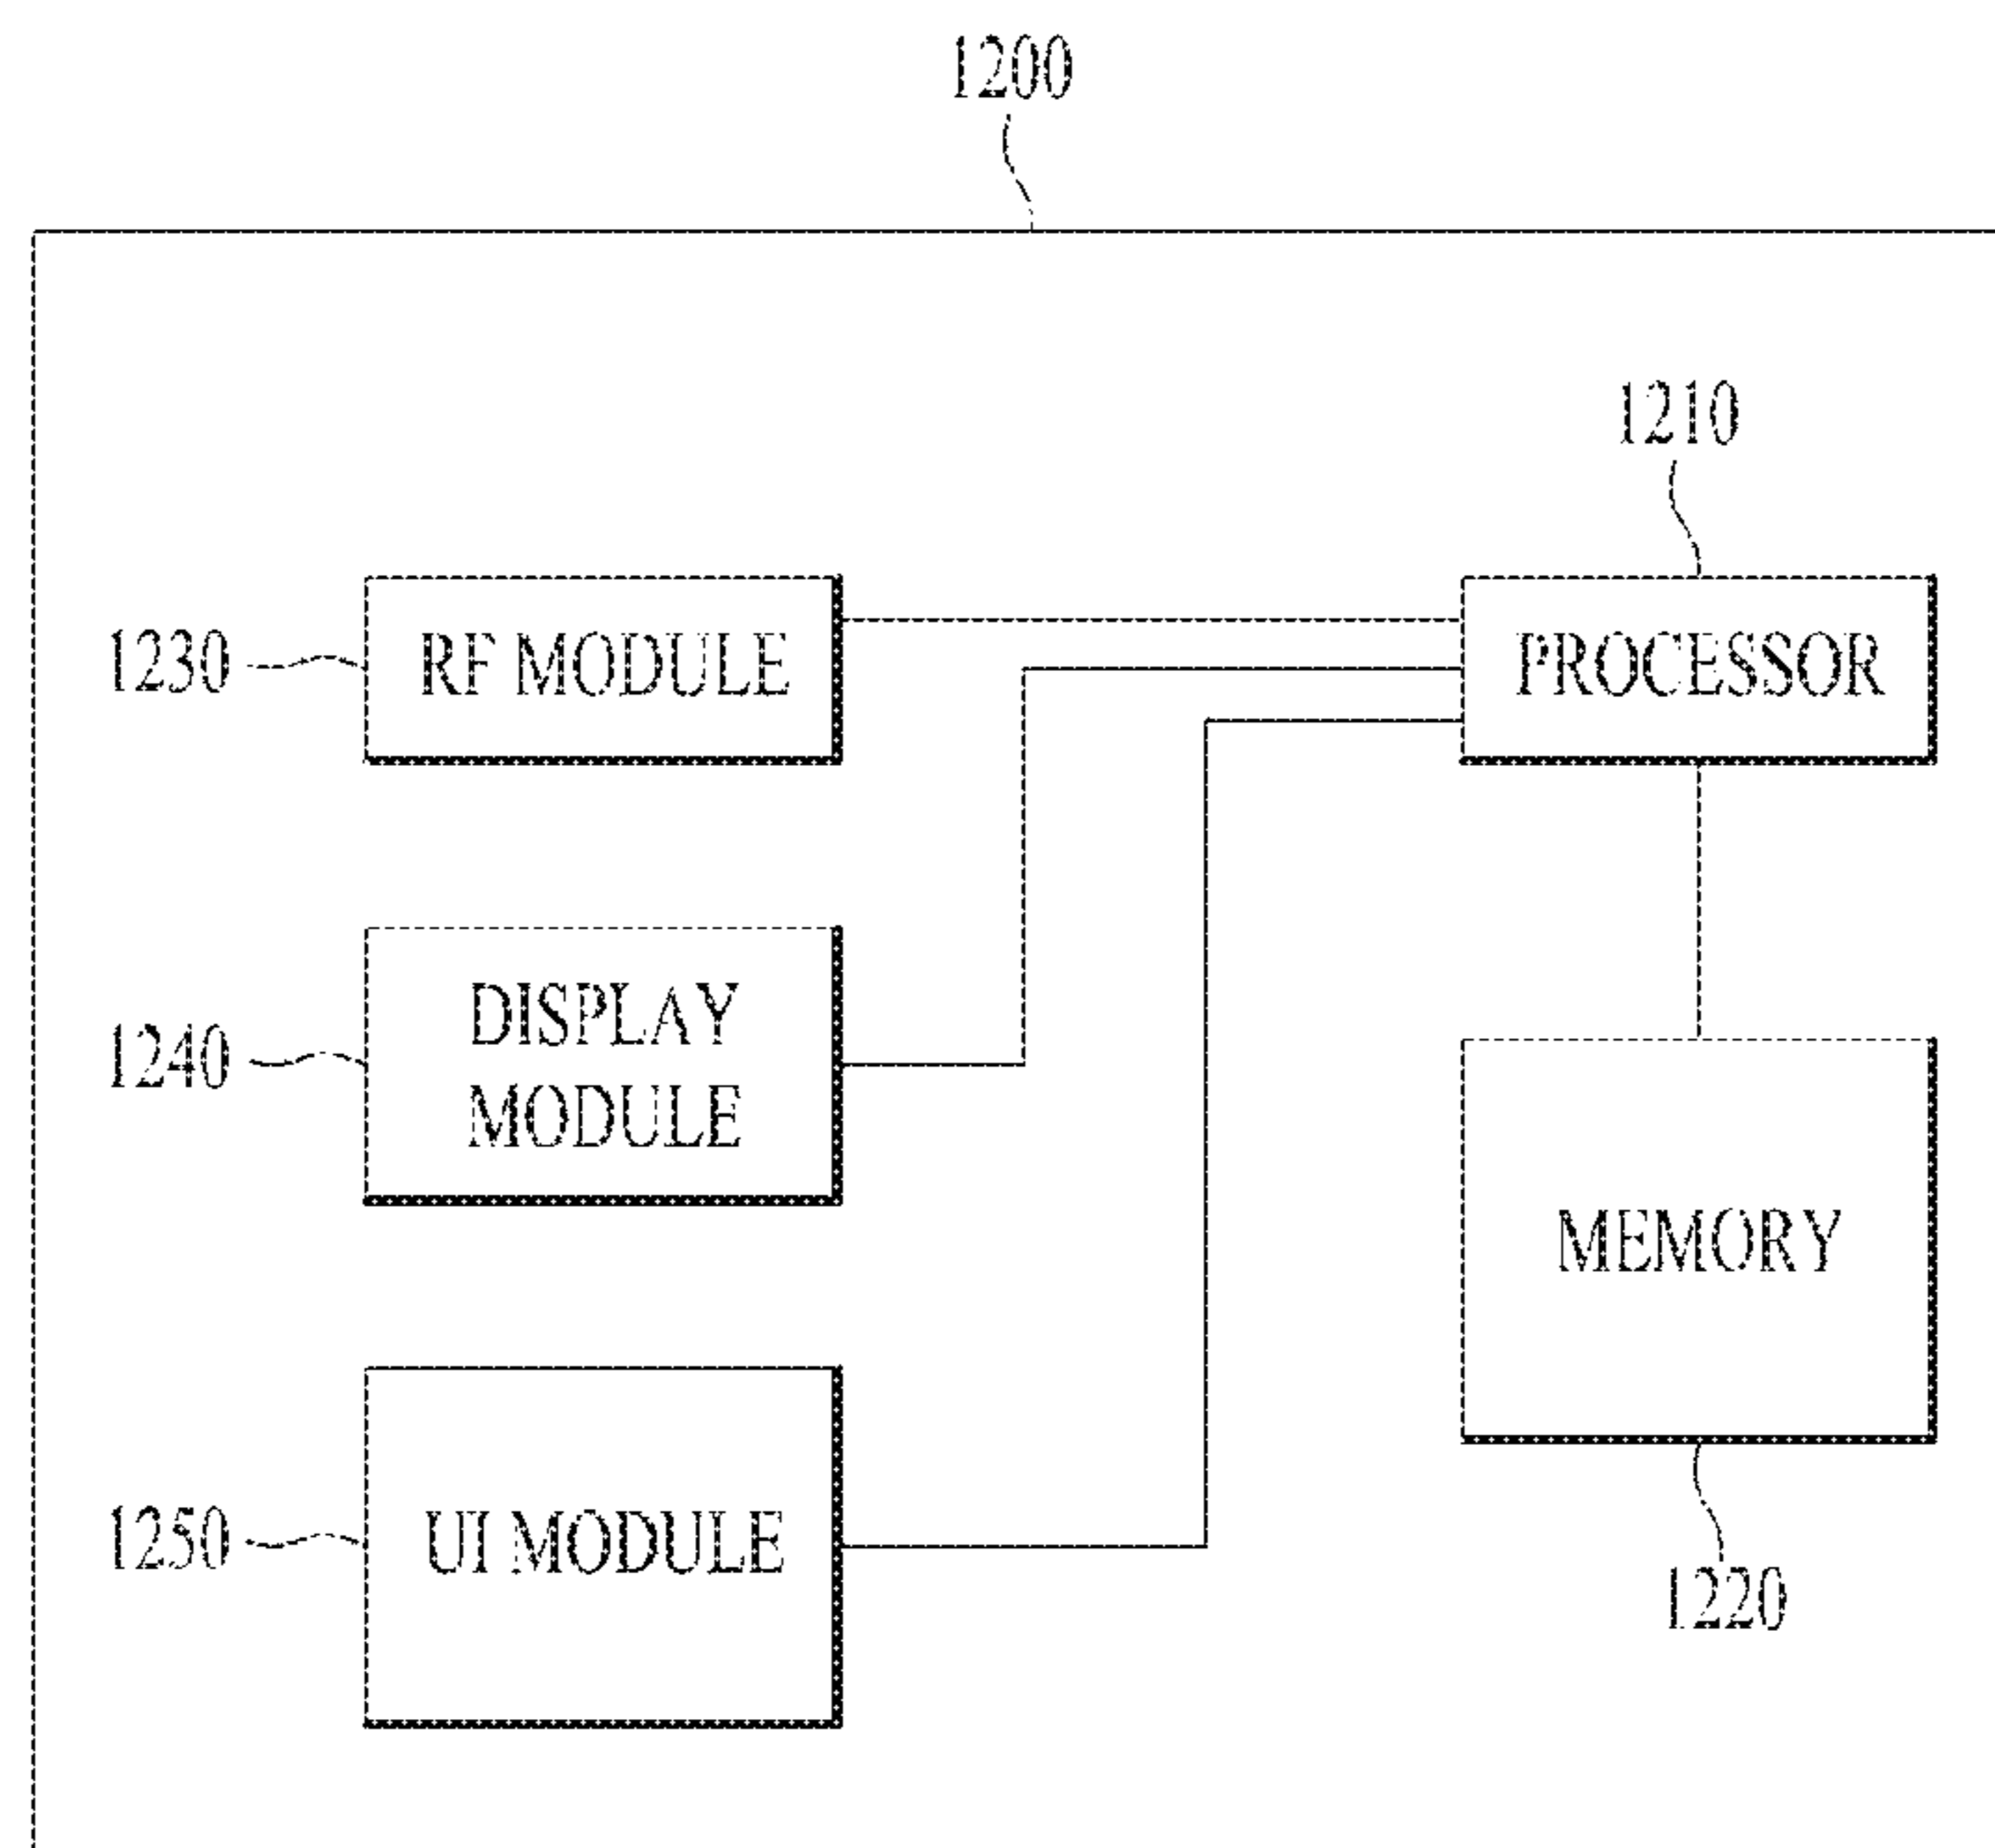 1200
1210
1230
RF MODULE
PROCESSOR
1240
DISPLAY
MODULE
MEMORY
1250
UI MODULE
1220